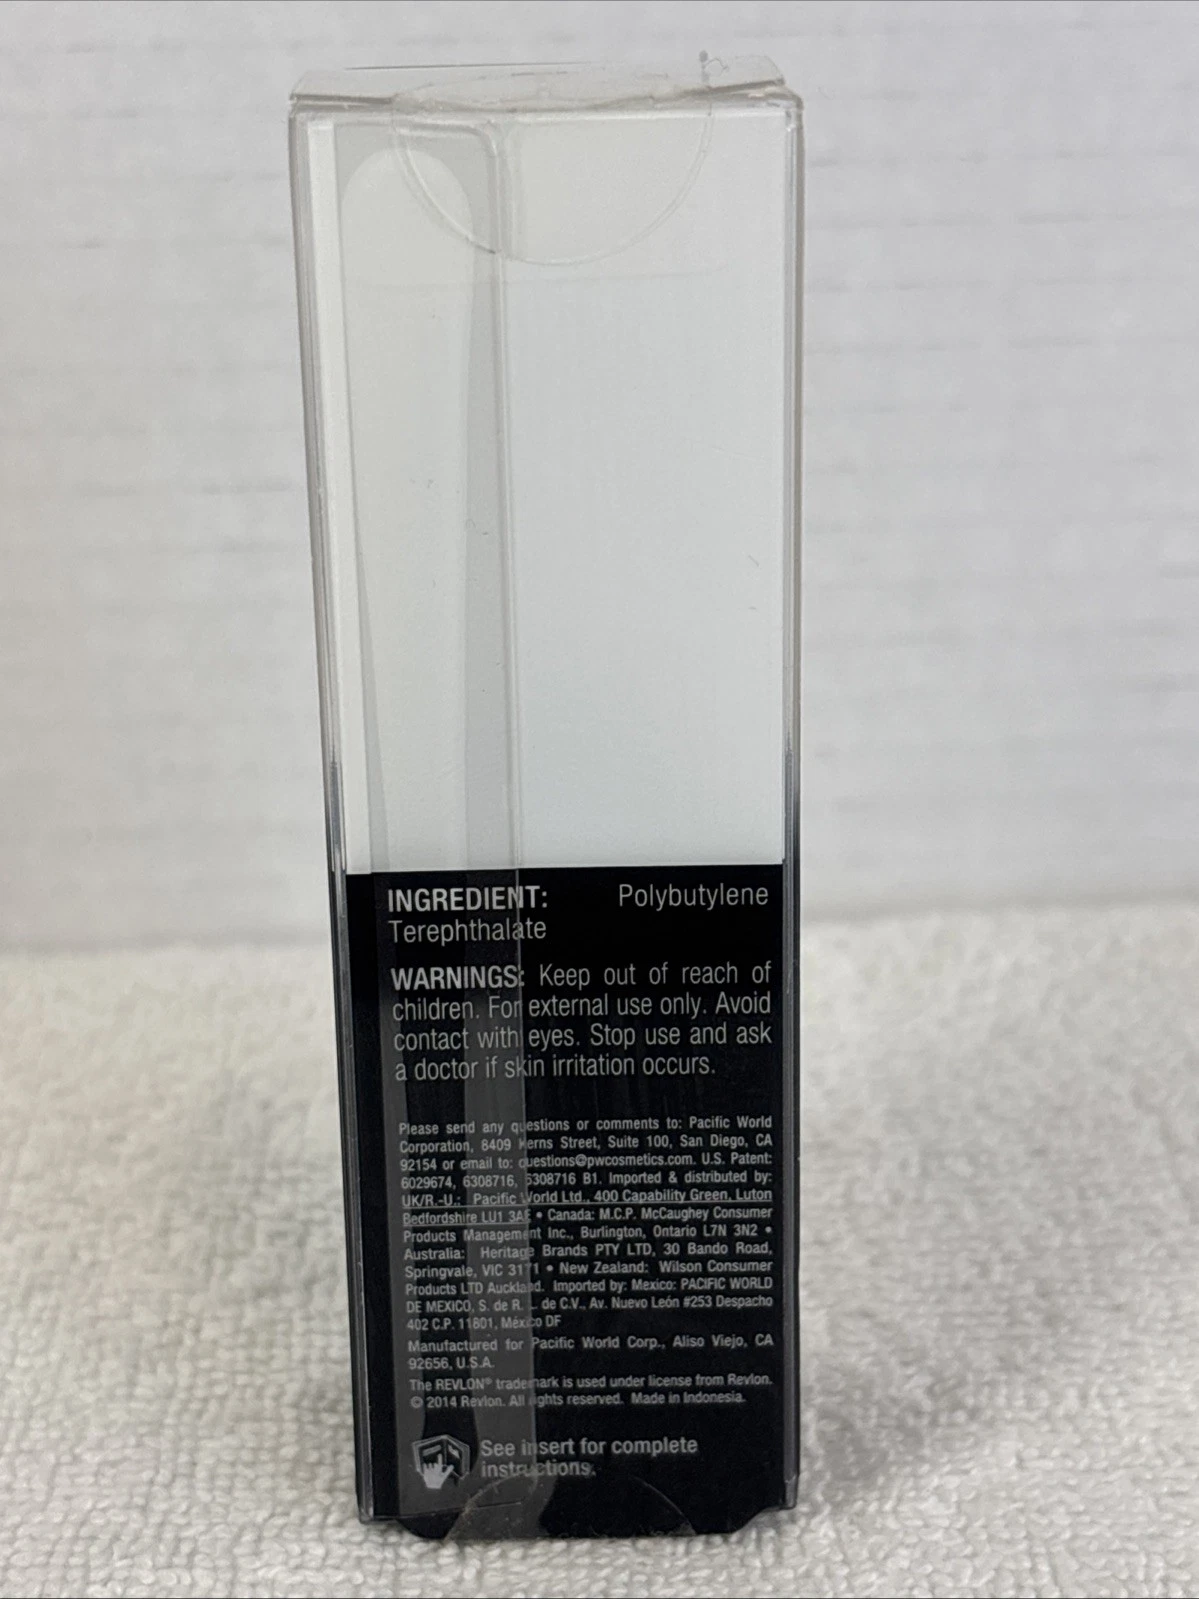 INGREDIENT: Polybutylene
Terephthalate
WARNINGS: Keep out of reach of
children. For external use only. Avoid
contact with eyes. Stop use and ask
a doctor if skin irritation occurs.
Please send any questions or comments to: Pacific World
Corporation, 8409 Kerns Street, Suite 100, San Diego, CA
92154 or email to: questions@pwcosmetics.com. U.S. Patent:
6029674, 6308716, 6308716 B1. Imported & distributed by:
UK/R.-U.: Pacific World Ltd., 400 Capability Green, Luton
Bedfordshire LU1 3AE • Canada: M.C.P. McCaughey Consumer
Products Management Inc., Burlington, Ontario L7N 3N2 •
Australia: Heritage Brands PTY LTD, 30 Bando Road,
Springvale, VIC 3171 • New Zealand: Wilson Consumer
Products LTD Auckland. Imported by: Mexico: PACIFIC WORLD
DE MEXICO, S. de R. L. de C.V., Av. Nuevo León #253 Despacho
402 C.P. 11801, México DF
Manufactured for Pacific World Corp., Aliso Viejo, CA
92656, U.S.A.
The REVLON® trademark is used under license from Revlon.
© 2014 Revlon. All rights reserved. Made in Indonesia.
See insert for complete
instructions.